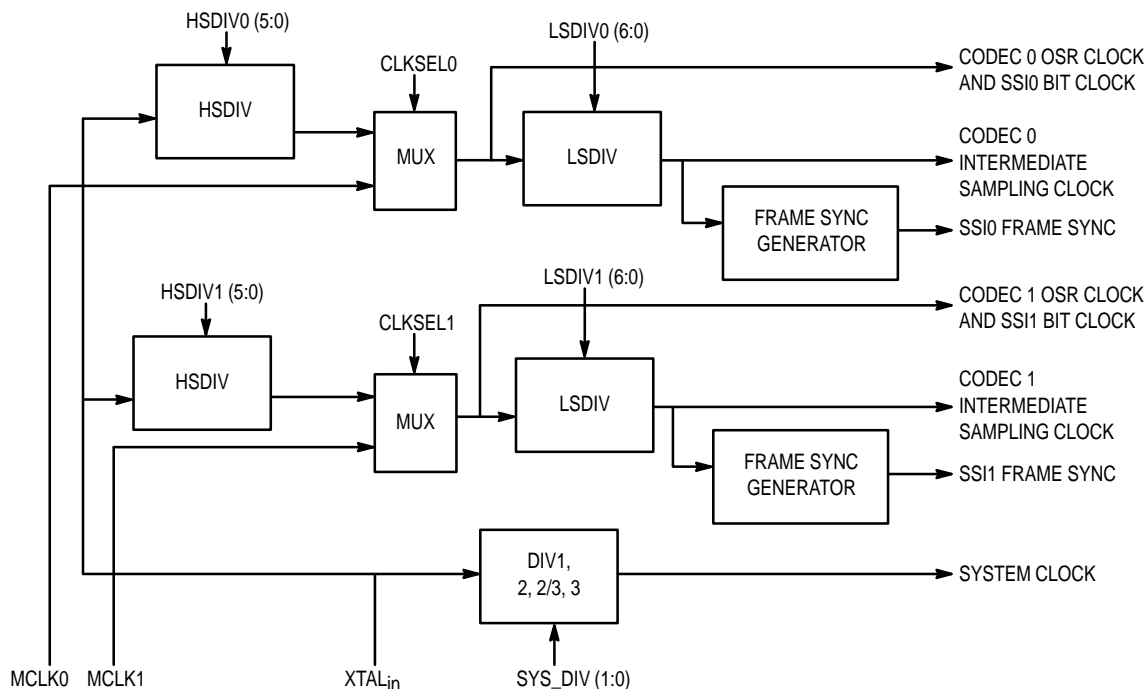 HSDIV0 (5:0)
LSDIV0 (6:0)
CLKSEL0
CODEC 0 OSR CLOCK
AND SSI0 BIT CLOCK
HSDIV
MUX
LSDIV
CODEC 0
INTERMEDIATE
SAMPLING CLOCK
FRAME SYNC
GENERATOR
SSI0 FRAME SYNC
HSDIV1 (5:0)
LSDIV1 (6:0)
CLKSEL1
CODEC 1 OSR CLOCK
AND SSI1 BIT CLOCK
HSDIV
MUX
LSDIV
CODEC 1
INTERMEDIATE
SAMPLING CLOCK
FRAME SYNC
GENERATOR
SSI1 FRAME SYNC
DIV1,
2, 2/3, 3
SYSTEM CLOCK
MCLK0
MCLK1
XTALin
SYS_DIV (1:0)